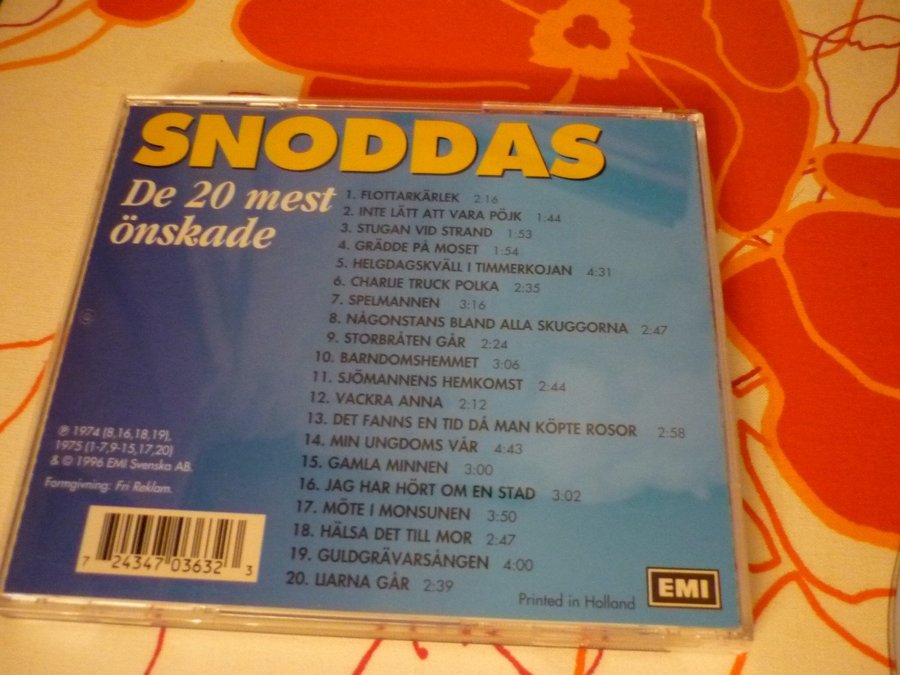 SNODDAS
De 20 mest
önskade
1. FLOTTARKÄRLEK 2:16
2. INTE LÄTT ATT VARA PÖJK 1:44
3. STUGAN VID STRAND 1:53
4. GRÄDDE PÅ MOSET 1:54
5. HELGDAGSKVÄLL I TIMMERKOJAN 4:31
6. CHARLIE TRUCK POLKA 2:35
7. SPELMANNEN 3:16
8. NÅGONSTANS BLAND ALLA SKUGGORNA 2:47
9. STORBRÅTEN GÅR 2:24
10. BARNDOMSHEMMET 3:06
11. SJÖMANNENS HEMKOMST 2:44
12. VACKRA ANNA 2:12
13. DET FANNS EN TID DÅ MAN KÖPTE ROSOR 2:58
14. MIN UNGDOMS VÅR 4:43
15. GAMLA MINNEN 3:00
16. JAG HAR HÖRT OM EN STAD 3:02
17. MÖTE I MONSUNEN 3:50
18. HÄLSA DET TILL MOR 2:47
19. GULDGRÄVARSÅNGEN 4:00
20. LIARNA GÅR 2:39
℗ 1974 (8,16,18,19),
1975 (1-7,9-15,17,20)
& © 1996 EMI Svenska AB.
Formgivning: Fri Reklam.
7 24347 03632 3
Printed in Holland
EMI